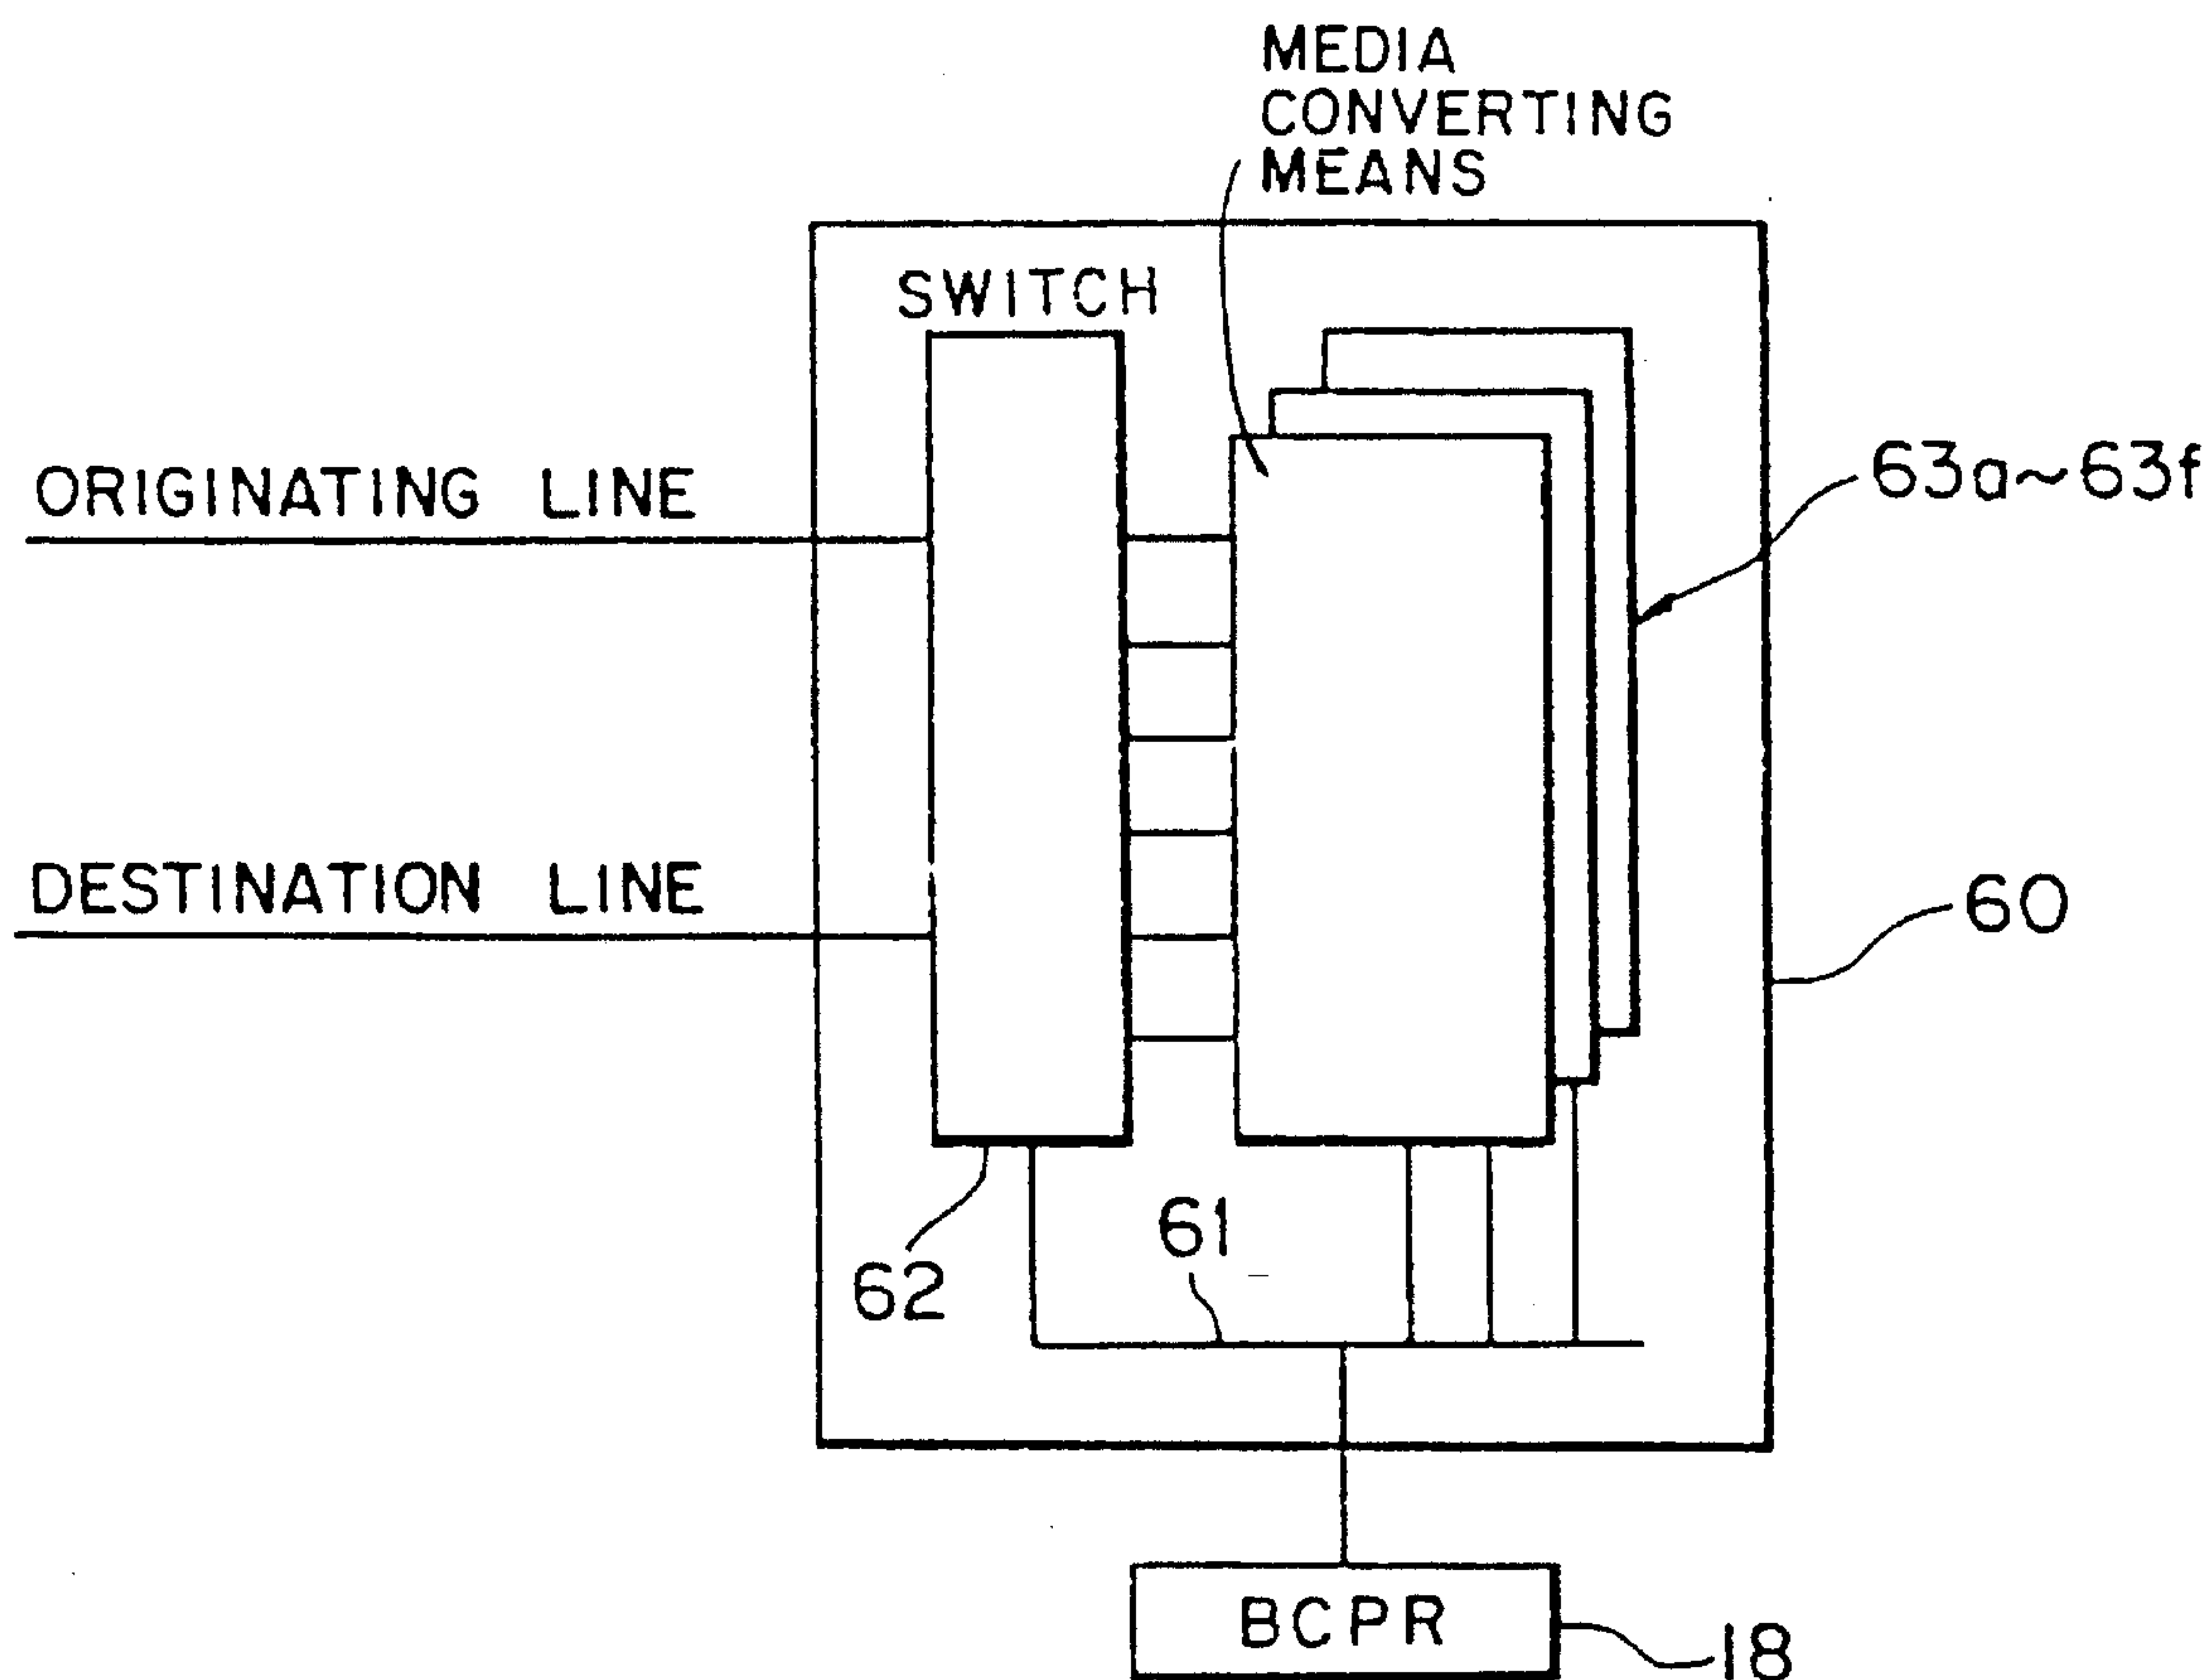 MEDIA
CONVERTING
MEANS
SWITCH
ORIGINATING LINE
63a~63f
DESTINATION LINE
60
61
62
BCPR
18